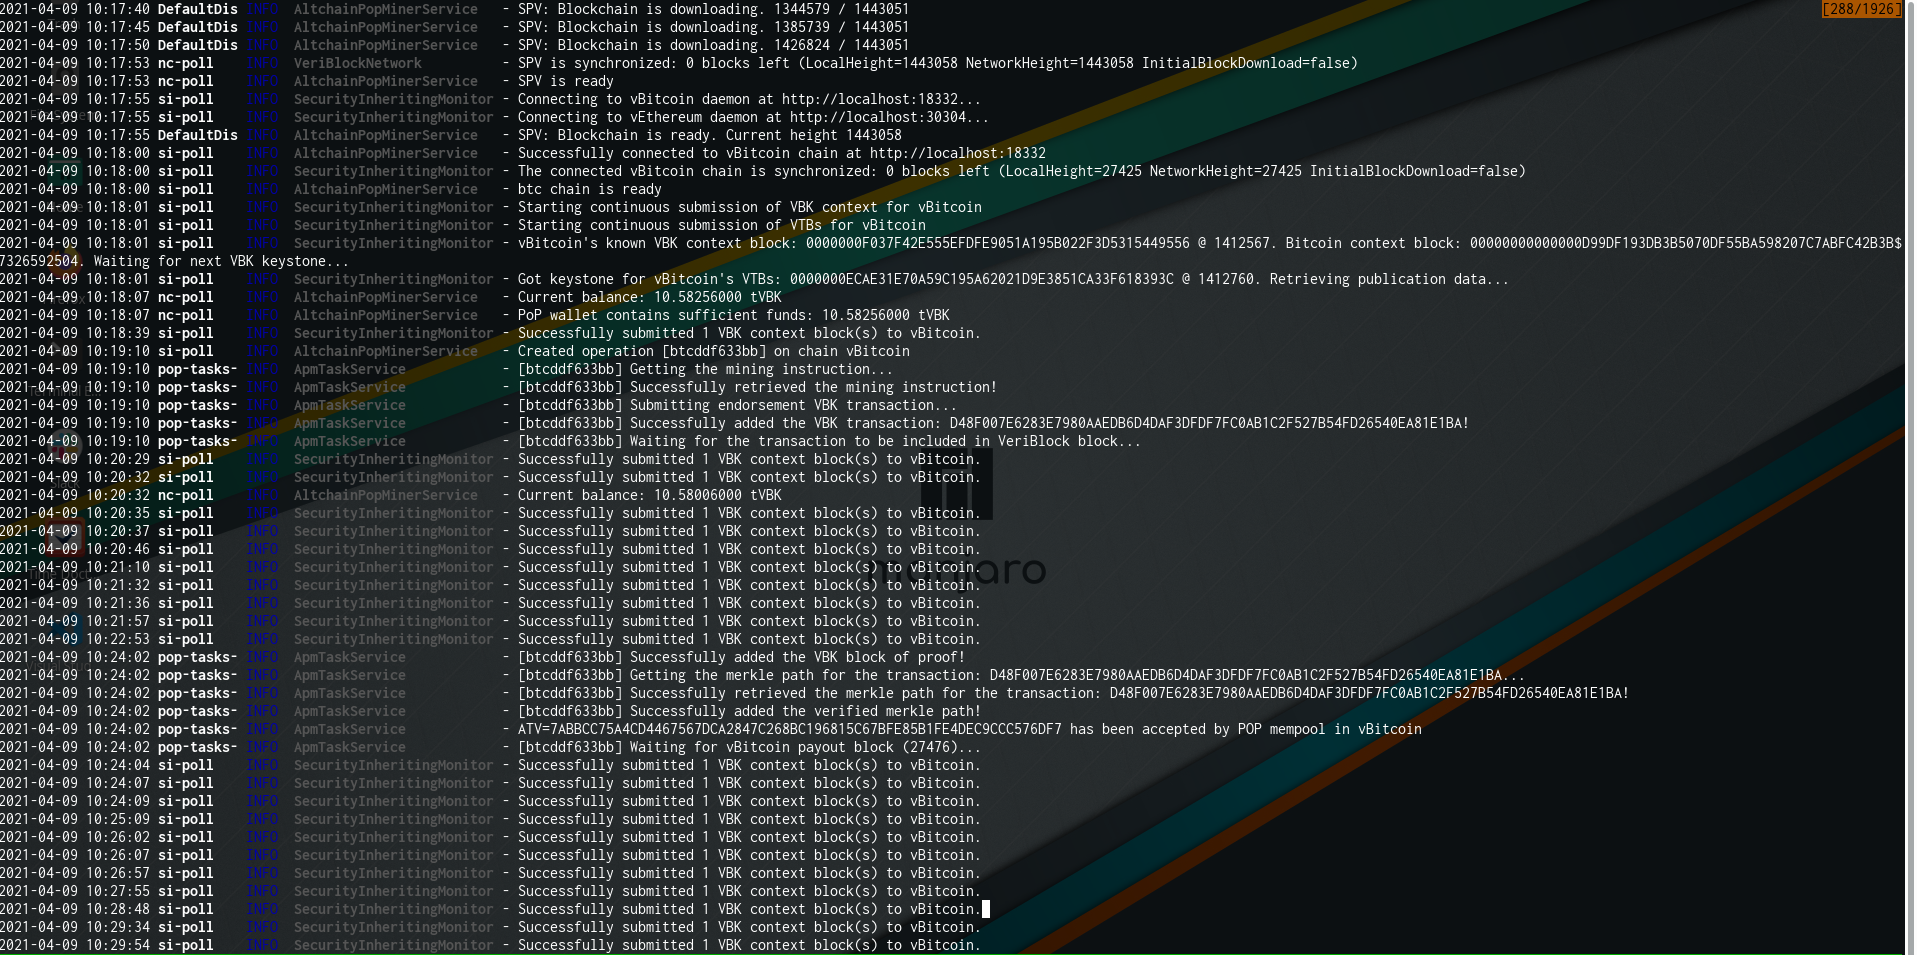 2021-04-09 10:17:40 DefaultDis INFO AltchainPopMinerService - SPV: Blockchain is downloading. 1344579 / 1443051 [288/1926]
2021-04-09 10:17:45 DefaultDis INFO AltchainPopMinerService - SPV: Blockchain is downloading. 1385739 / 1443051
2021-04-09 10:17:50 DefaultDis INFO AltchainPopMinerService - SPV: Blockchain is downloading. 1426824 / 1443051
2021-04-09 10:17:53 nc-poll INFO VeriBlockNetwork - SPV is synchronized: 0 blocks left (LocalHeight=1443058 NetworkHeight=1443058 InitialBlockDownload=false)
2021-04-09 10:17:53 nc-poll INFO AltchainPopMinerService - SPV is ready
2021-04-09 10:17:55 si-poll INFO SecurityInheritingMonitor - Connecting to vBitcoin daemon at http://localhost:18332...
2021-04-09 10:17:55 si-poll INFO SecurityInheritingMonitor - Connecting to vEthereum daemon at http://localhost:30304...
2021-04-09 10:17:55 DefaultDis INFO AltchainPopMinerService - SPV: Blockchain is ready. Current height 1443058
2021-04-09 10:18:00 si-poll INFO AltchainPopMinerService - Successfully connected to vBitcoin chain at http://localhost:18332
2021-04-09 10:18:00 si-poll INFO SecurityInheritingMonitor - The connected vBitcoin chain is synchronized: 0 blocks left (LocalHeight=27425 NetworkHeight=27425 InitialBlockDownload=false)
2021-04-09 10:18:00 si-poll INFO AltchainPopMinerService - btc chain is ready
2021-04-09 10:18:01 si-poll INFO SecurityInheritingMonitor - Starting continuous submission of VBK context for vBitcoin
2021-04-09 10:18:01 si-poll INFO SecurityInheritingMonitor - Starting continuous submission of VTBs for vBitcoin
2021-04-09 10:18:01 si-poll INFO SecurityInheritingMonitor - vBitcoin's known VBK context block: 0000000F037F42E555EFDFE9051A195B022F3D5315449556 @ 1412567. Bitcoin context block: 00000000000000D99DF193DB3B5070DF55BA598207C7ABFC42B3B$
7326592504. Waiting for next VBK keystone...
2021-04-09 10:18:01 si-poll INFO SecurityInheritingMonitor - Got keystone for vBitcoin's VTBs: 0000000ECAE31E70A59C195A62021D9E3851CA33F618393C @ 1412760. Retrieving publication data...
2021-04-09 10:18:07 nc-poll INFO AltchainPopMinerService - Current balance: 10.58256000 tVBK
2021-04-09 10:18:07 nc-poll INFO AltchainPopMinerService - PoP wallet contains sufficient funds: 10.58256000 tVBK
2021-04-09 10:18:39 si-poll INFO SecurityInheritingMonitor - Successfully submitted 1 VBK context block(s) to vBitcoin.
2021-04-09 10:19:10 si-poll INFO AltchainPopMinerService - Created operation [btcddf633bb] on chain vBitcoin
2021-04-09 10:19:10 pop-tasks- INFO ApmTaskService - [btcddf633bb] Getting the mining instruction...
2021-04-09 10:19:10 pop-tasks- INFO ApmTaskService - [btcddf633bb] Successfully retrieved the mining instruction!
2021-04-09 10:19:10 pop-tasks- INFO ApmTaskService - [btcddf633bb] Submitting endorsement VBK transaction...
2021-04-09 10:19:10 pop-tasks- INFO ApmTaskService - [btcddf633bb] Successfully added the VBK transaction: D48F007E6283E7980AAEDB6D4DAF3DFDF7FC0AB1C2F527B54FD26540EA81E1BA!
2021-04-09 10:19:10 pop-tasks- INFO ApmTaskService - [btcddf633bb] Waiting for the transaction to be included in VeriBlock block...
2021-04-09 10:20:29 si-poll INFO SecurityInheritingMonitor - Successfully submitted 1 VBK context block(s) to vBitcoin.
2021-04-09 10:20:32 si-poll INFO SecurityInheritingMonitor - Successfully submitted 1 VBK context block(s) to vBitcoin.
2021-04-09 10:20:32 nc-poll INFO AltchainPopMinerService - Current balance: 10.58006000 tVBK
2021-04-09 10:20:35 si-poll INFO SecurityInheritingMonitor - Successfully submitted 1 VBK context block(s) to vBitcoin.
2021-04-09 10:20:37 si-poll INFO SecurityInheritingMonitor - Successfully submitted 1 VBK context block(s) to vBitcoin.
2021-04-09 10:20:46 si-poll INFO SecurityInheritingMonitor - Successfully submitted 1 VBK context block(s) to vBitcoin.
2021-04-09 10:21:10 si-poll INFO SecurityInheritingMonitor - Successfully submitted 1 VBK context block(s) to vBitcoin.
manjaro
2021-04-09 10:21:32 si-poll INFO SecurityInheritingMonitor - Successfully submitted 1 VBK context block(s) to vBitcoin.
2021-04-09 10:21:36 si-poll INFO SecurityInheritingMonitor - Successfully submitted 1 VBK context block(s) to vBitcoin.
2021-04-09 10:21:57 si-poll INFO SecurityInheritingMonitor - Successfully submitted 1 VBK context block(s) to vBitcoin.
2021-04-09 10:22:53 si-poll INFO SecurityInheritingMonitor - Successfully submitted 1 VBK context block(s) to vBitcoin.
2021-04-09 10:24:02 pop-tasks- INFO ApmTaskService - [btcddf633bb] Successfully added the VBK block of proof!
2021-04-09 10:24:02 pop-tasks- INFO ApmTaskService - [btcddf633bb] Getting the merkle path for the transaction: D48F007E6283E7980AAEDB6D4DAF3DFDF7FC0AB1C2F527B54FD26540EA81E1BA...
2021-04-09 10:24:02 pop-tasks- INFO ApmTaskService - [btcddf633bb] Successfully retrieved the merkle path for the transaction: D48F007E6283E7980AAEDB6D4DAF3DFDF7FC0AB1C2F527B54FD26540EA81E1BA!
2021-04-09 10:24:02 pop-tasks- INFO ApmTaskService - [btcddf633bb] Successfully added the verified merkle path!
2021-04-09 10:24:02 pop-tasks- INFO ApmTaskService - ATV=7ABBCC75A4CD4467567DCA2847C268BC196815C67BFE85B1FE4DEC9CCC576DF7 has been accepted by POP mempool in vBitcoin
2021-04-09 10:24:02 pop-tasks- INFO ApmTaskService - [btcddf633bb] Waiting for vBitcoin payout block (27476)...
2021-04-09 10:24:04 si-poll INFO SecurityInheritingMonitor - Successfully submitted 1 VBK context block(s) to vBitcoin.
2021-04-09 10:24:07 si-poll INFO SecurityInheritingMonitor - Successfully submitted 1 VBK context block(s) to vBitcoin.
2021-04-09 10:24:09 si-poll INFO SecurityInheritingMonitor - Successfully submitted 1 VBK context block(s) to vBitcoin.
2021-04-09 10:25:09 si-poll INFO SecurityInheritingMonitor - Successfully submitted 1 VBK context block(s) to vBitcoin.
2021-04-09 10:26:02 si-poll INFO SecurityInheritingMonitor - Successfully submitted 1 VBK context block(s) to vBitcoin.
2021-04-09 10:26:07 si-poll INFO SecurityInheritingMonitor - Successfully submitted 1 VBK context block(s) to vBitcoin.
2021-04-09 10:26:57 si-poll INFO SecurityInheritingMonitor - Successfully submitted 1 VBK context block(s) to vBitcoin.
2021-04-09 10:27:55 si-poll INFO SecurityInheritingMonitor - Successfully submitted 1 VBK context block(s) to vBitcoin.
2021-04-09 10:28:48 si-poll INFO SecurityInheritingMonitor - Successfully submitted 1 VBK context block(s) to vBitcoin.
2021-04-09 10:29:34 si-poll INFO SecurityInheritingMonitor - Successfully submitted 1 VBK context block(s) to vBitcoin.
2021-04-09 10:29:54 si-poll INFO SecurityInheritingMonitor - Successfully submitted 1 VBK context block(s) to vBitcoin.